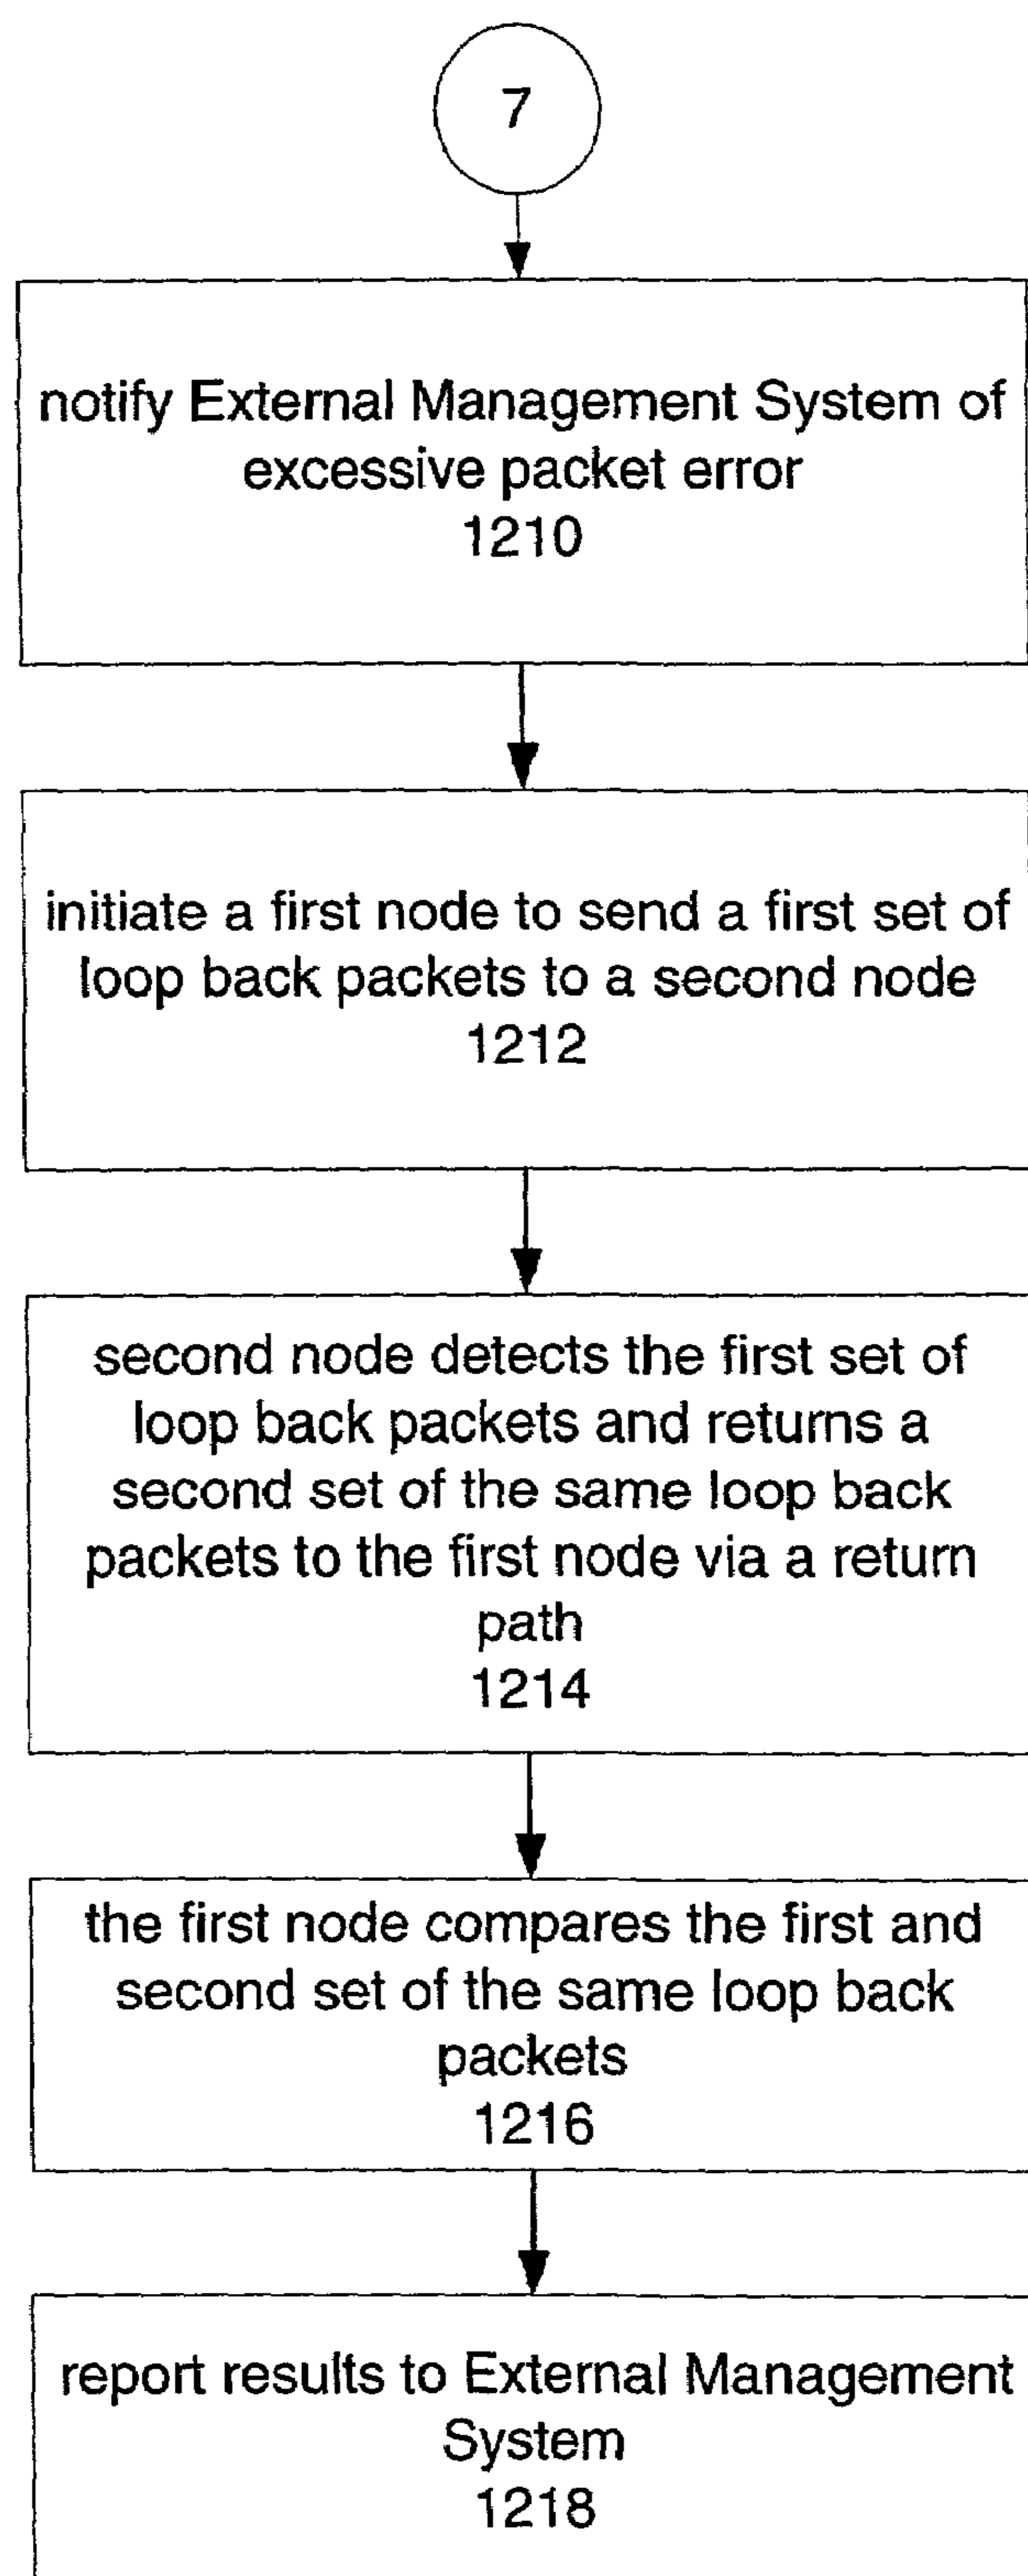 7
notify External Management System of
excessive packet error
1210
initiate a first node to send a first set of
loop back packets to a second node
1212
second node detects the first set of
loop back packets and returns a
second set of the same loop back
packets to the first node via a return
path
1214
the first node compares the first and
second set of the same loop back
packets
1216
report results to External Management
System
1218